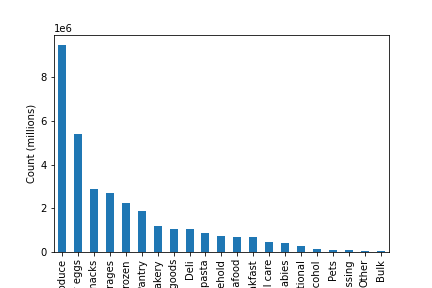 1e6
8
6
4
2
0
Count (millions)
oduce
eggs
nacks
rages
rozen
antry
akery
goods
Deli
pasta
ehold
afood
kfast
l care
abies
tional
cohol
Pets
ssing
Other
Bulk